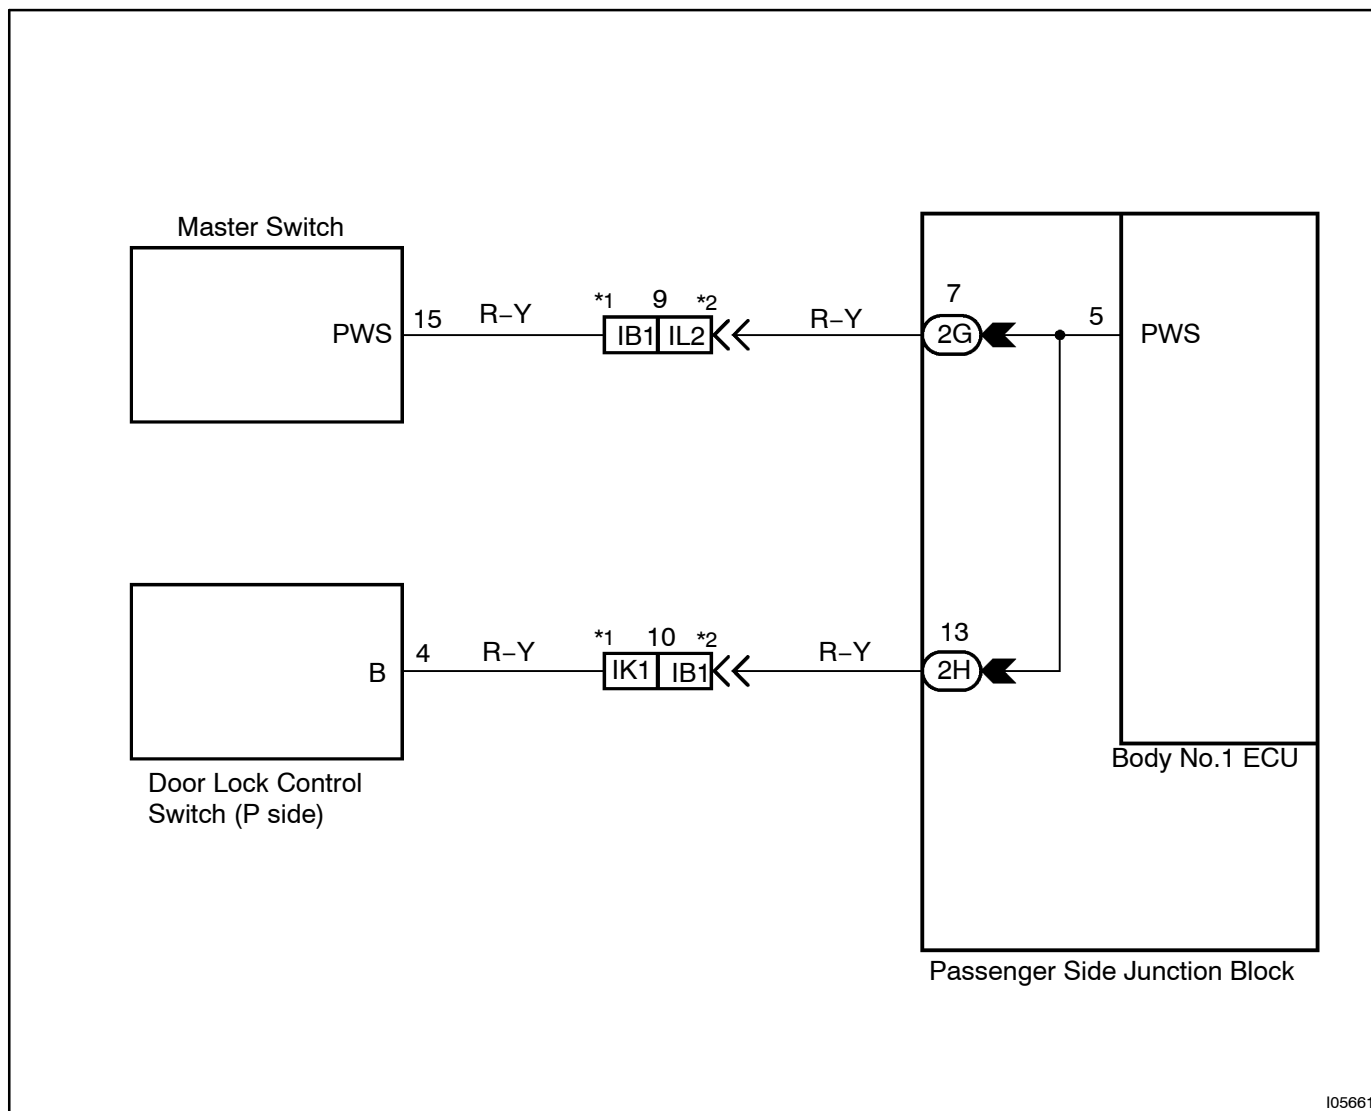 Master Switch
PWS 15 R–Y *1 9 *2 R–Y 7 5 PWS
IB1 IL2 2G
B 4 R–Y *1 10 *2 R–Y 13
IK1 IB1 2H
Body No.1 ECU
Door Lock Control
Switch (P side)
Passenger Side Junction Block
I05661